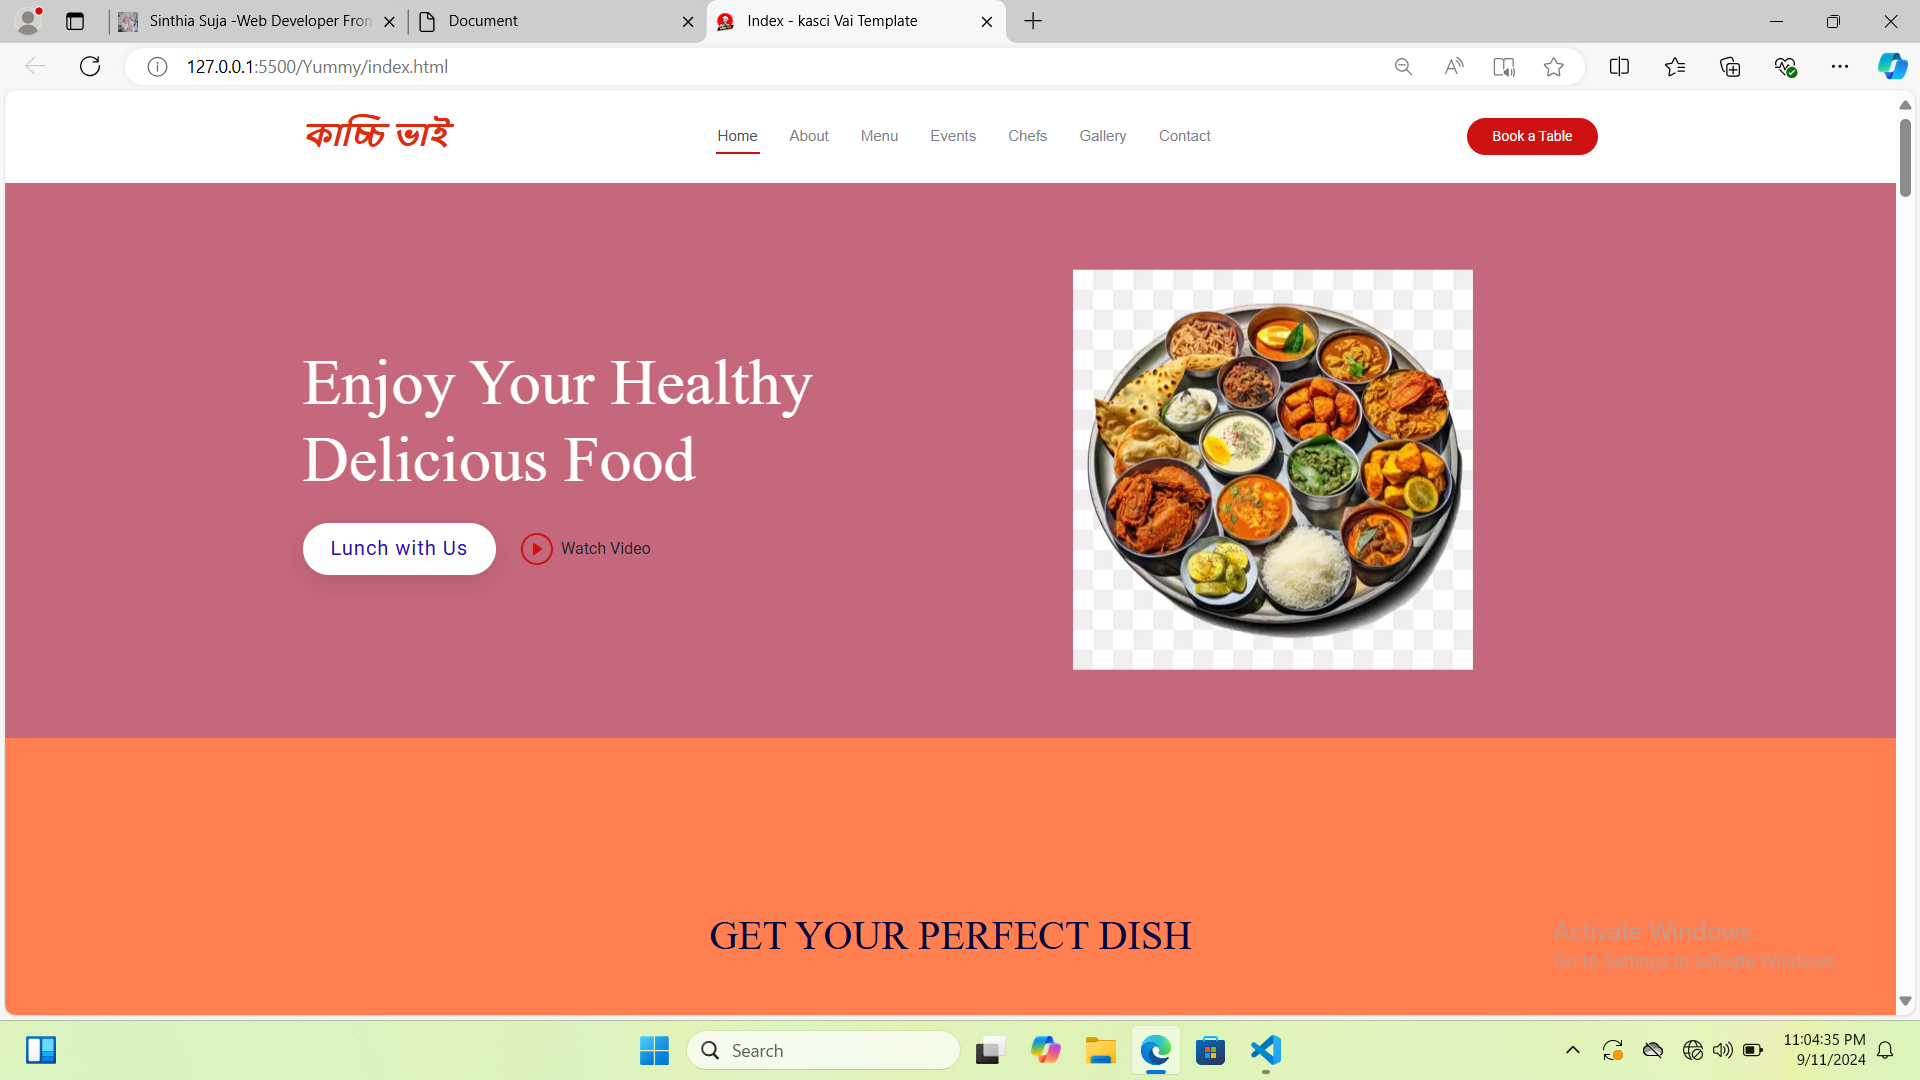 Sinthia Suja -Web Developer From
Document
Index - kasci Vai Template
127.0.0.1:5500/Yummy/index.html
কাচ্চি ভাই
Home
About
Menu
Events
Chefs
Gallery
Contact
Book a Table
Enjoy Your Healthy
Delicious Food
Lunch with Us
Watch Video
GET YOUR PERFECT DISH
Activate Windows
Go to Settings to activate Windows.
Search
11:04:35 PM
9/11/2024